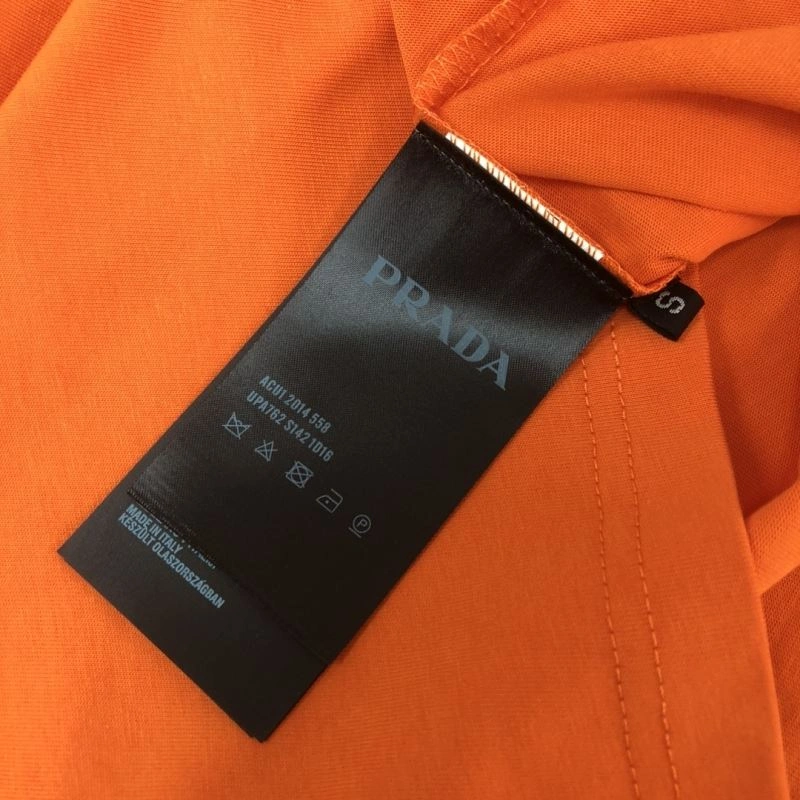 PRADA
S
ACU1 2014 558
UPA762 S142 1D16
P
MADE IN ITALY
KÉSZÜLT OLASZORSZÁGBAN